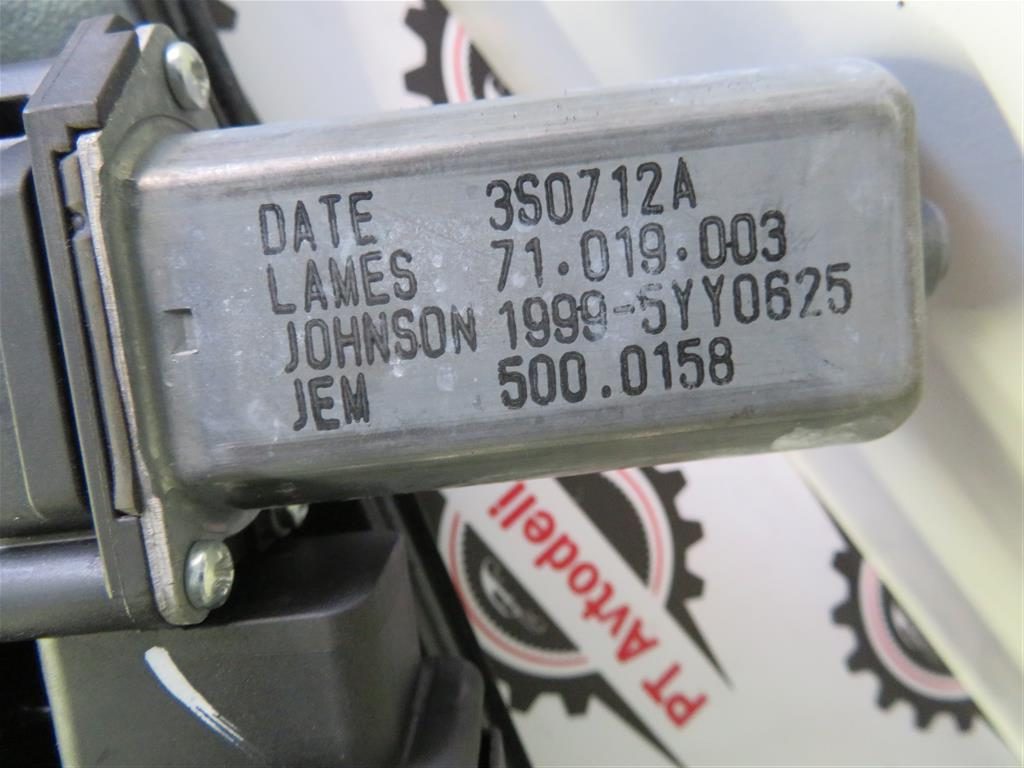 DATE 3S0712A
LAMES 71.019.003
JOHNSON 1999-5YY0625
JEM 500.0158
PT Avtodeli